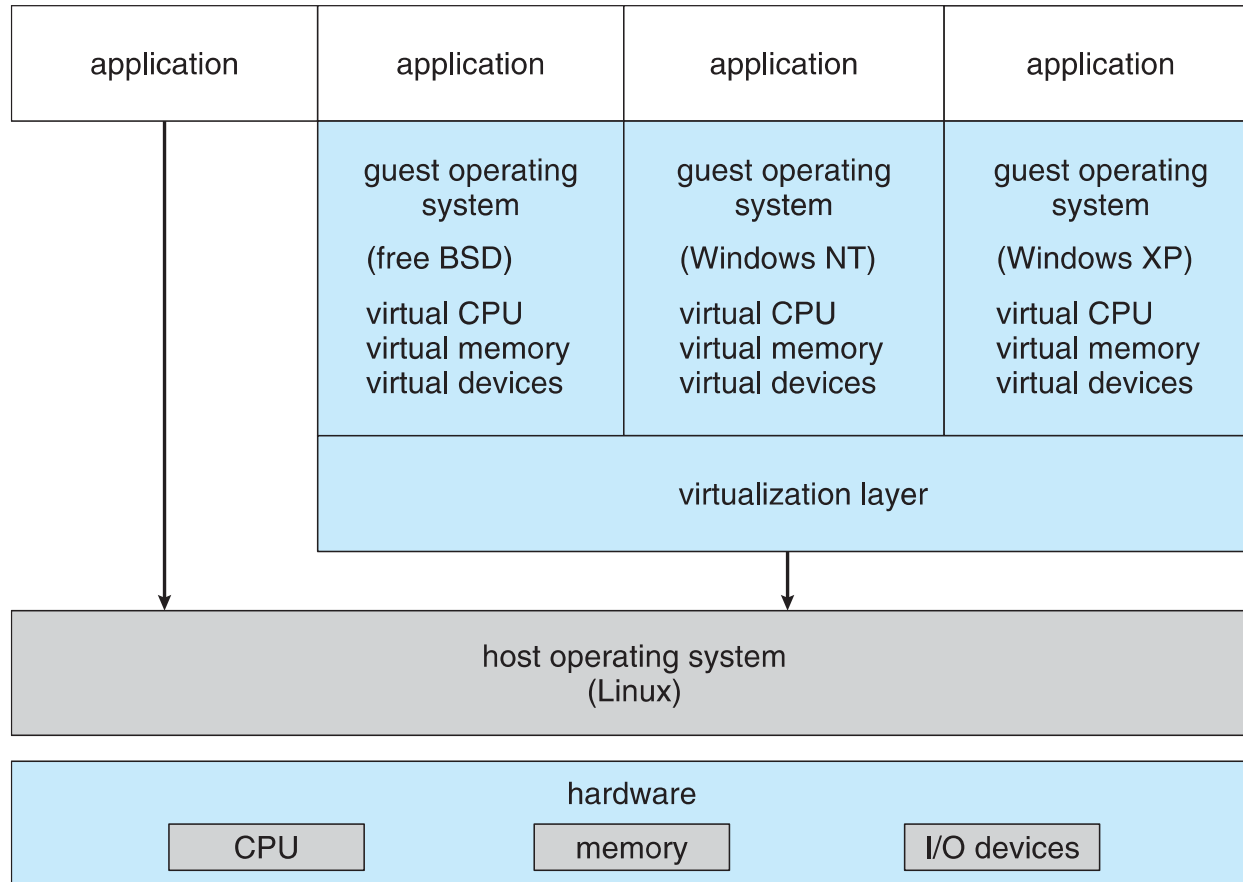 application
application
application
application
guest operating
system
(free BSD)
virtual CPU
virtual memory
virtual devices
guest operating
system
(Windows NT)
virtual CPU
virtual memory
virtual devices
guest operating
system
(Windows XP)
virtual CPU
virtual memory
virtual devices
virtualization layer
host operating system
(Linux)
hardware
CPU
memory
I/O devices